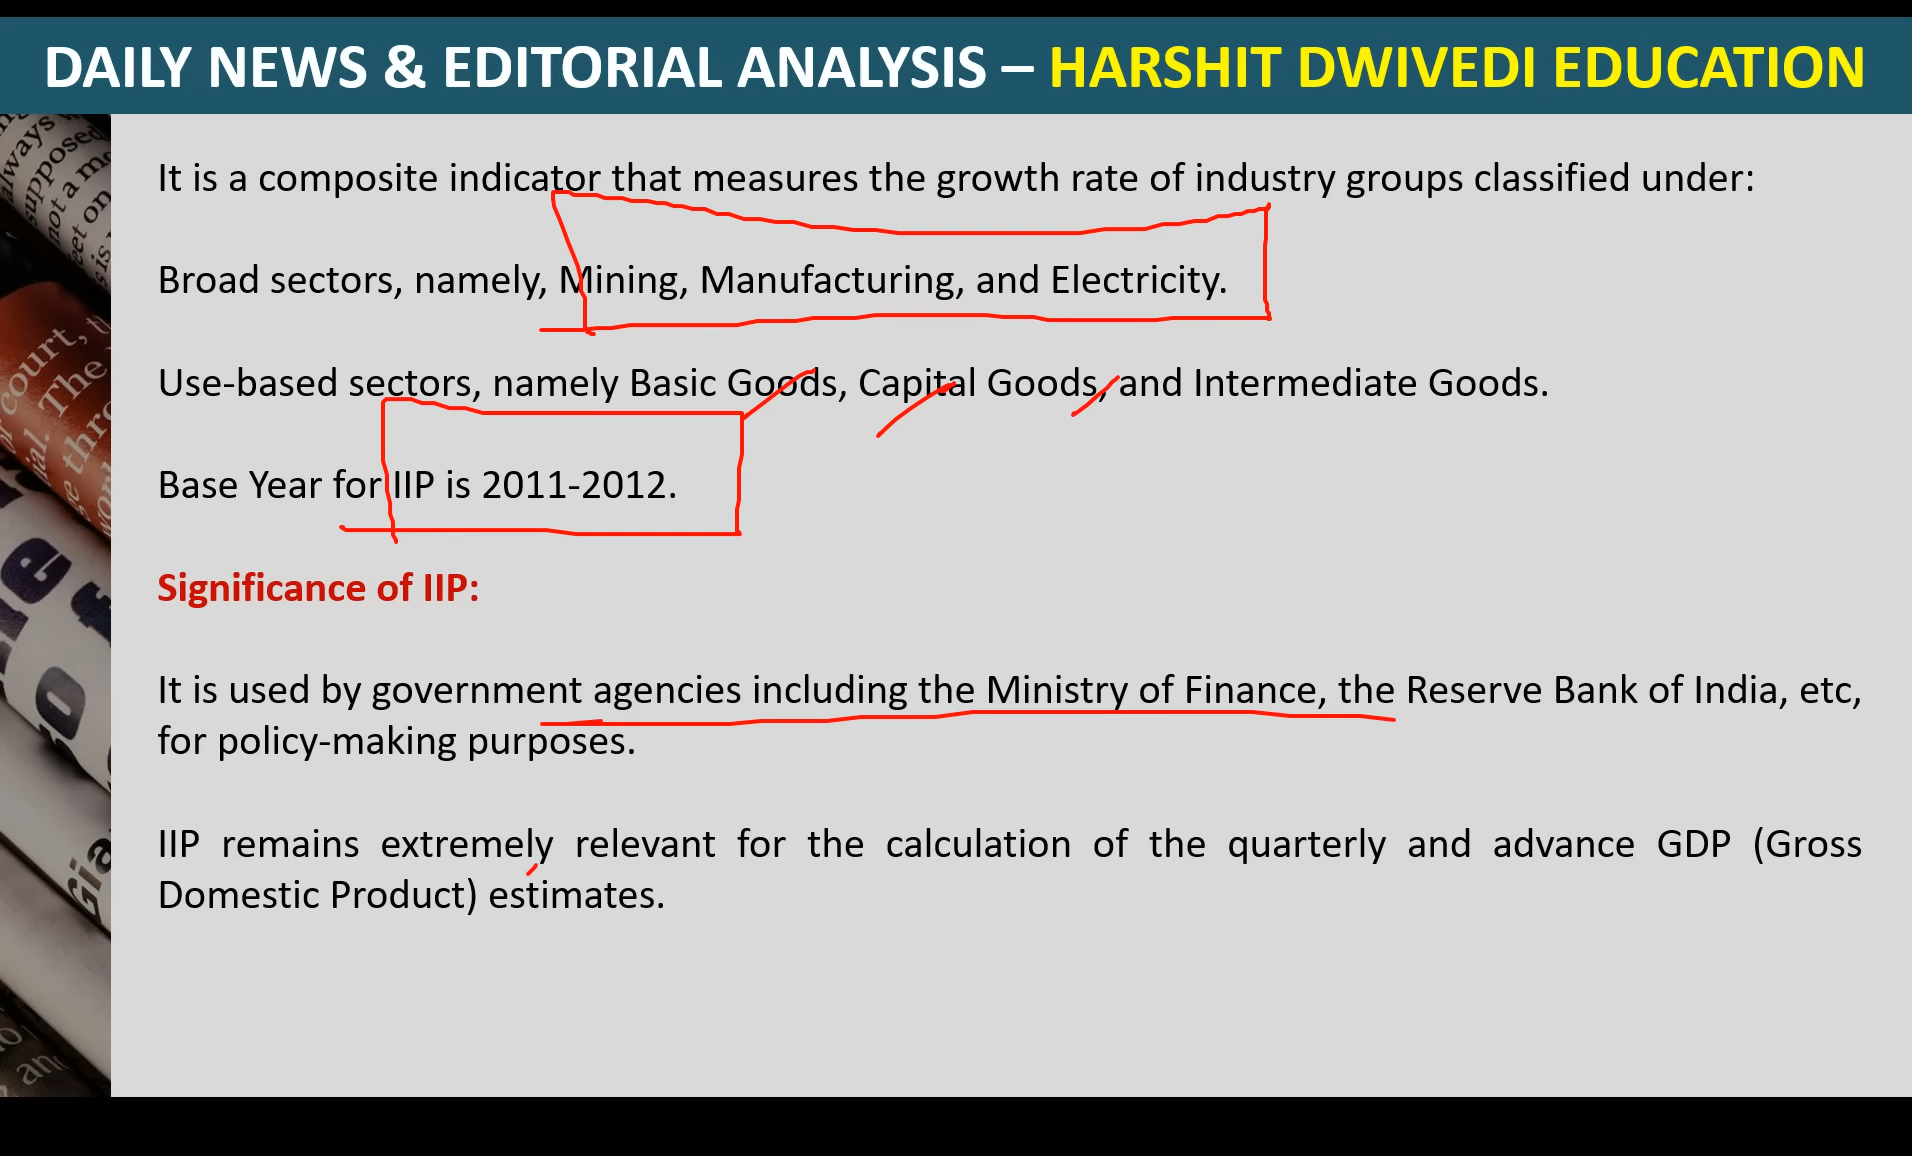 DAILY NEWS & EDITORIAL ANALYSIS – HARSHIT DWIVEDI EDUCATION
It is a composite indicator that measures the growth rate of industry groups classified under:
Broad sectors, namely, Mining, Manufacturing, and Electricity.
Use-based sectors, namely Basic Goods, Capital Goods, and Intermediate Goods.
Base Year for IIP is 2011-2012.
Significance of IIP:
It is used by government agencies including the Ministry of Finance, the Reserve Bank of India, etc,
for policy-making purposes.
IIP remains extremely relevant for the calculation of the quarterly and advance GDP (Gross
Domestic Product) estimates.